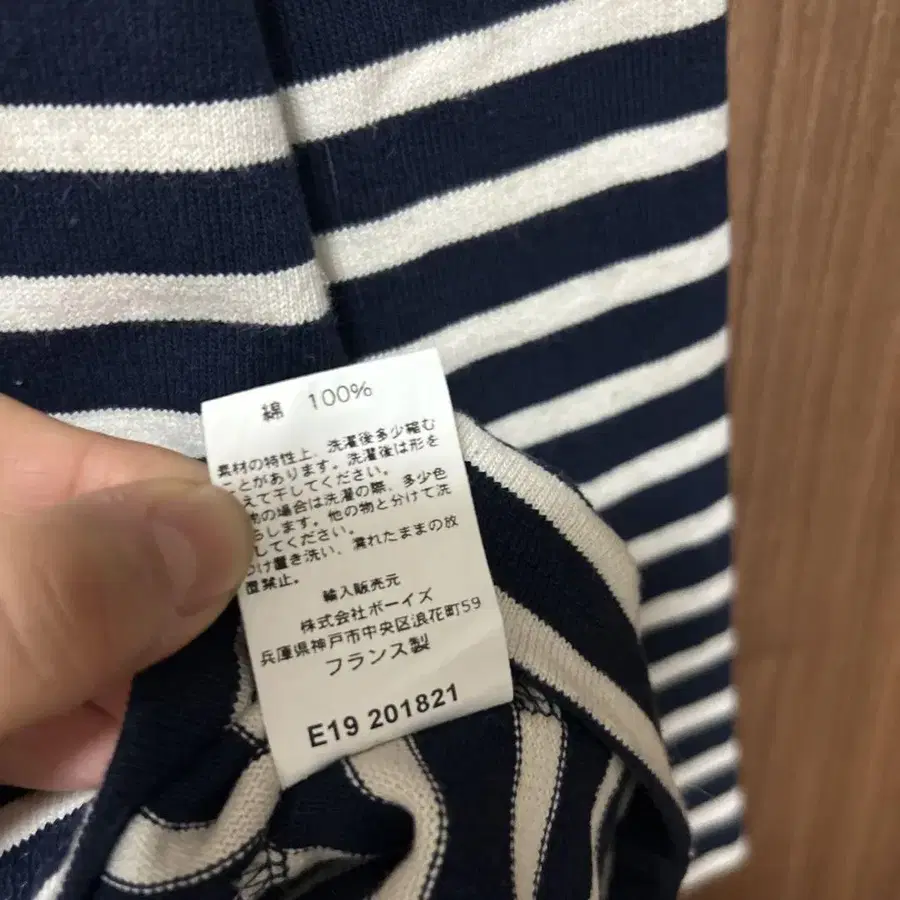 綿 100%
素材の特性上、洗濯後多少縮む
ことがあります。洗濯後は形を
えて干してください。
の場合は洗濯の際、多少色
します。他の物と分けて洗
してください。
け置き洗い、濡れたままの放
置禁止。
輸入販売元
株式会社ボーイズ
兵庫県神戸市中央区浪花町59
フランス製
E19 201821